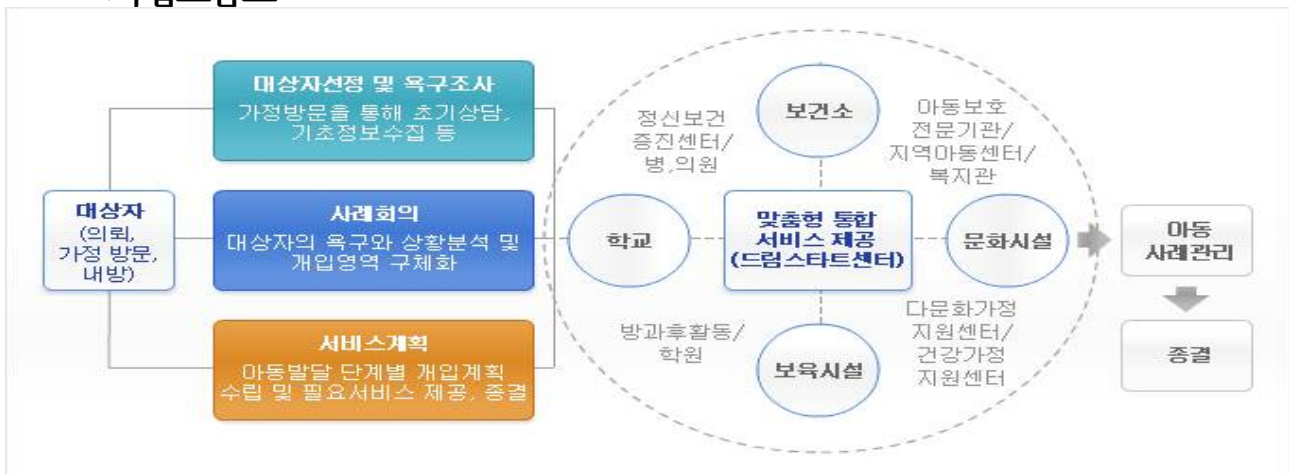 대상자
(의뢰,
가정 방문,
내방)
대상자선정 및 욕구조사
가정방문을 통해 초기상담,
기초정보수집 등
사례회의
대상자의 욕구와 상황분석 및
개입영역 구체화
서비스계획
아동발달 단계별 개입계획
수립 및 필요서비스 제공, 종결
정신보건
증진센터/
병,의원
보건소
아동보호
전문기관/
지역아동센터/
복지관
학교
맞춤형 통합
서비스 제공
(드림스타트센터)
문화시설
방과후활동/
학원
보육시설
다문화가정
지원센터/
건강가정
지원센터
아동
사례관리
종결